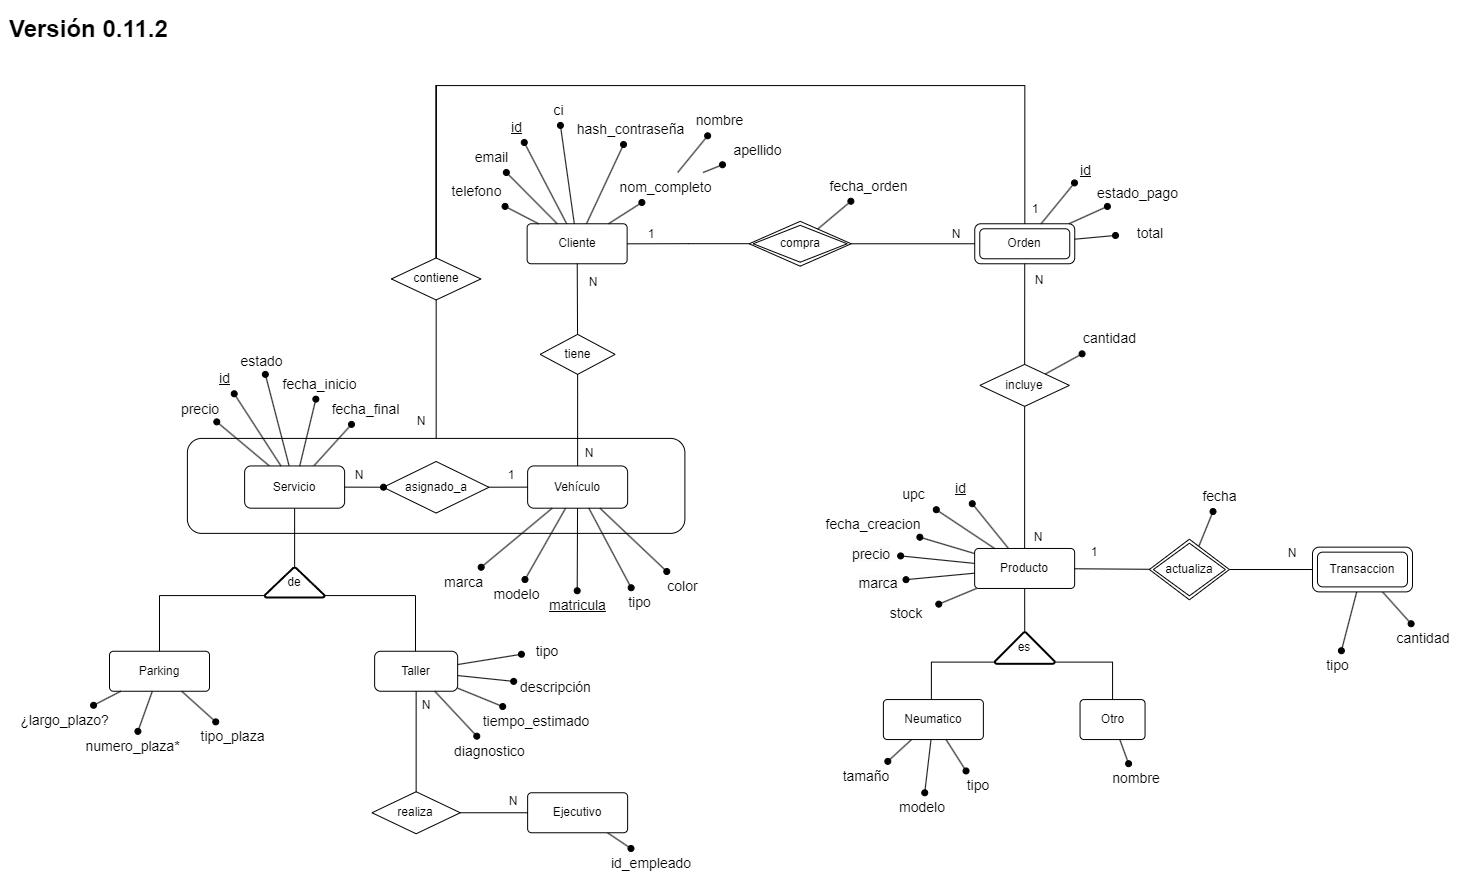 Versión 0.11.2
ci
nombre
id
hash_contraseña
apellido
email
telefono
nom_completo
fecha_orden
id
estado_pago
1
total
Cliente
1
compra
N
Orden
contiene
N
N
tiene
cantidad
incluye
estado
id
fecha_inicio
precio
fecha_final
N
N
Servicio
N
asignado_a
1
Vehículo
upc
id
fecha
fecha_creacion
N
precio
1
N
marca
Producto
actualiza
Transaccion
stock
marca
modelo
matricula
tipo
color
de
cantidad
tipo
es
Parking
Taller
tipo
descripción
N
tiempo_estimado
diagnostico
¿largo_plazo?
numero_plaza*
tipo_plaza
Neumatico
Otro
tamaño
modelo
tipo
nombre
realiza
N
Ejecutivo
id_empleado